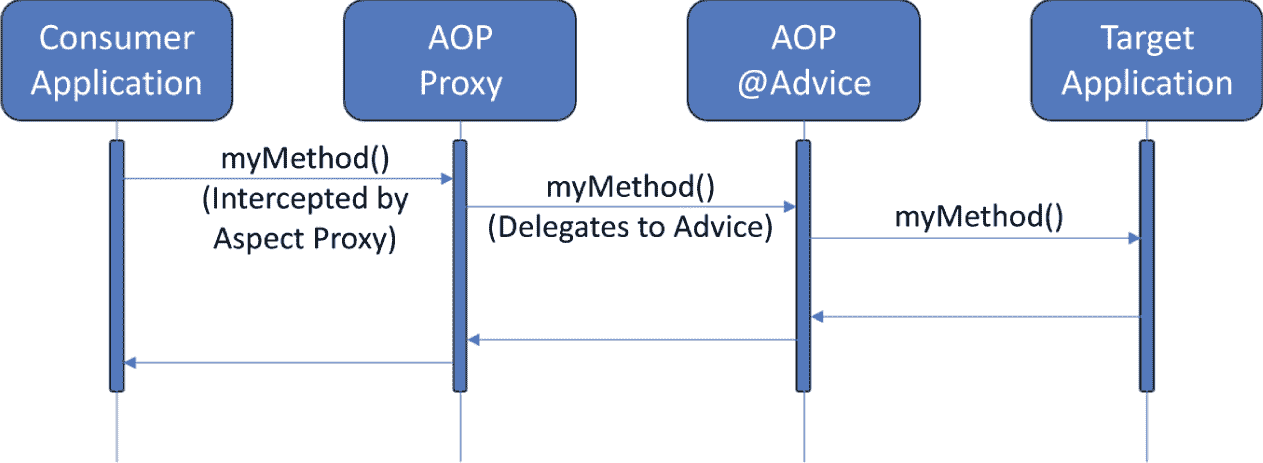 Consumer
Application
AOP
Proxy
AOP
@Advice
Target
Application
myMethod()
(Intercepted by
Aspect Proxy)
myMethod()
(Delegates to Advice)
myMethod()